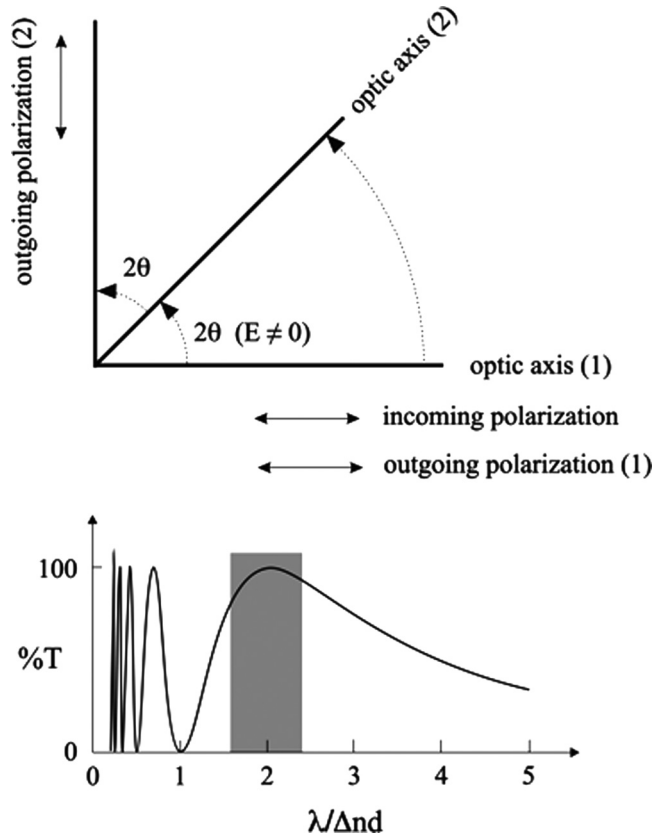 outgoing polarization (2)
optic axis (2)
2θ
2θ (E ≠ 0)
optic axis (1)
incoming polarization
outgoing polarization (1)
100
%T
0
0 1 2 3 4 5
λ/Δnd